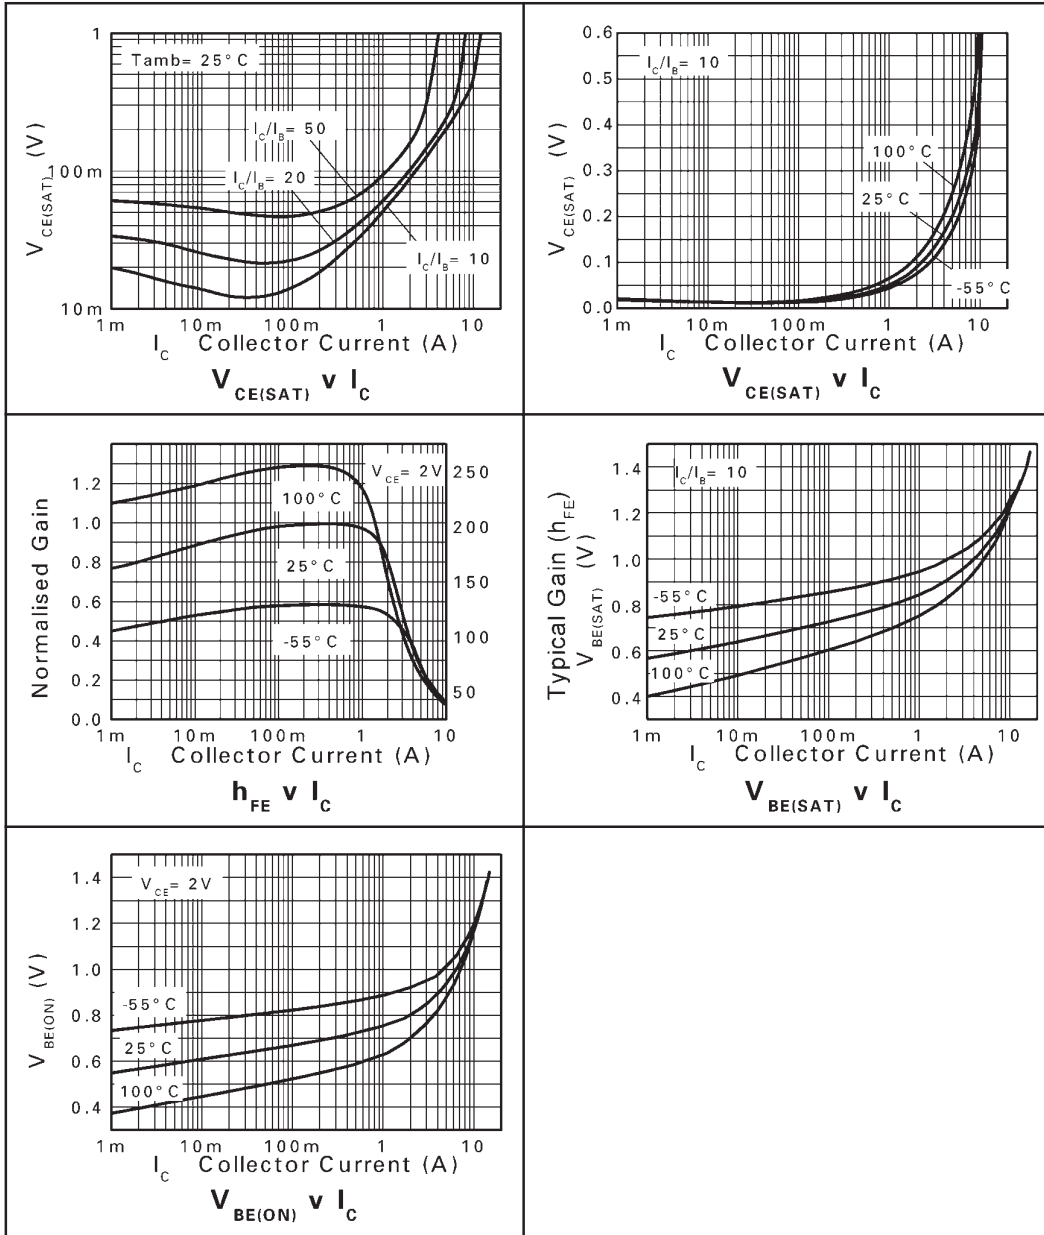 1
100m
10m
V CE(SAT) (V)
Tamb= 25°C
I C/I B= 50
I C/I B= 20
I C/I B= 10
1m 10m 100m 1 10
I C Collector Current (A)
V CE(SAT) v I C
0.6
0.5
0.4
0.3
0.2
0.1
0.0
V CE(SAT) (V)
I C/I B= 10
100°C
25°C
-55°C
1m 10m 100m 1 10
I C Collector Current (A)
V CE(SAT) v I C
1.2
1.0
0.8
0.6
0.4
0.2
0.0
Normalised Gain
V CE= 2V
100°C
25°C
-55°C
250
200
150
100
50
Typical Gain (h FE)
1m 10m 100m 1 10
I C Collector Current (A)
h FE v I C
1.4
1.2
1.0
0.8
0.6
0.4
V BE(SAT) (V)
I C/I B= 10
-55°C
25°C
100°C
1m 10m 100m 1 10
I C Collector Current (A)
V BE(SAT) v I C
1.4
1.2
1.0
0.8
0.6
0.4
V BE(ON) (V)
V CE= 2V
-55°C
25°C
100°C
1m 10m 100m 1 10
I C Collector Current (A)
V BE(ON) v I C